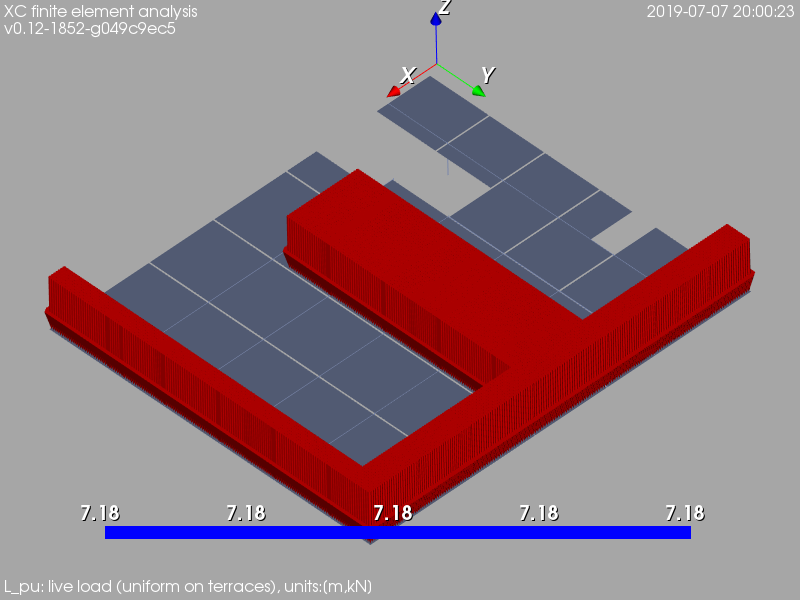 XC finite element analysis
v0.12-1852-g049c9ec5
2019-07-07 20:00:23
Z
X Y
7.18 7.18 7.18 7.18 7.18
L_pu: live load (uniform on terraces), units:[m,kN]